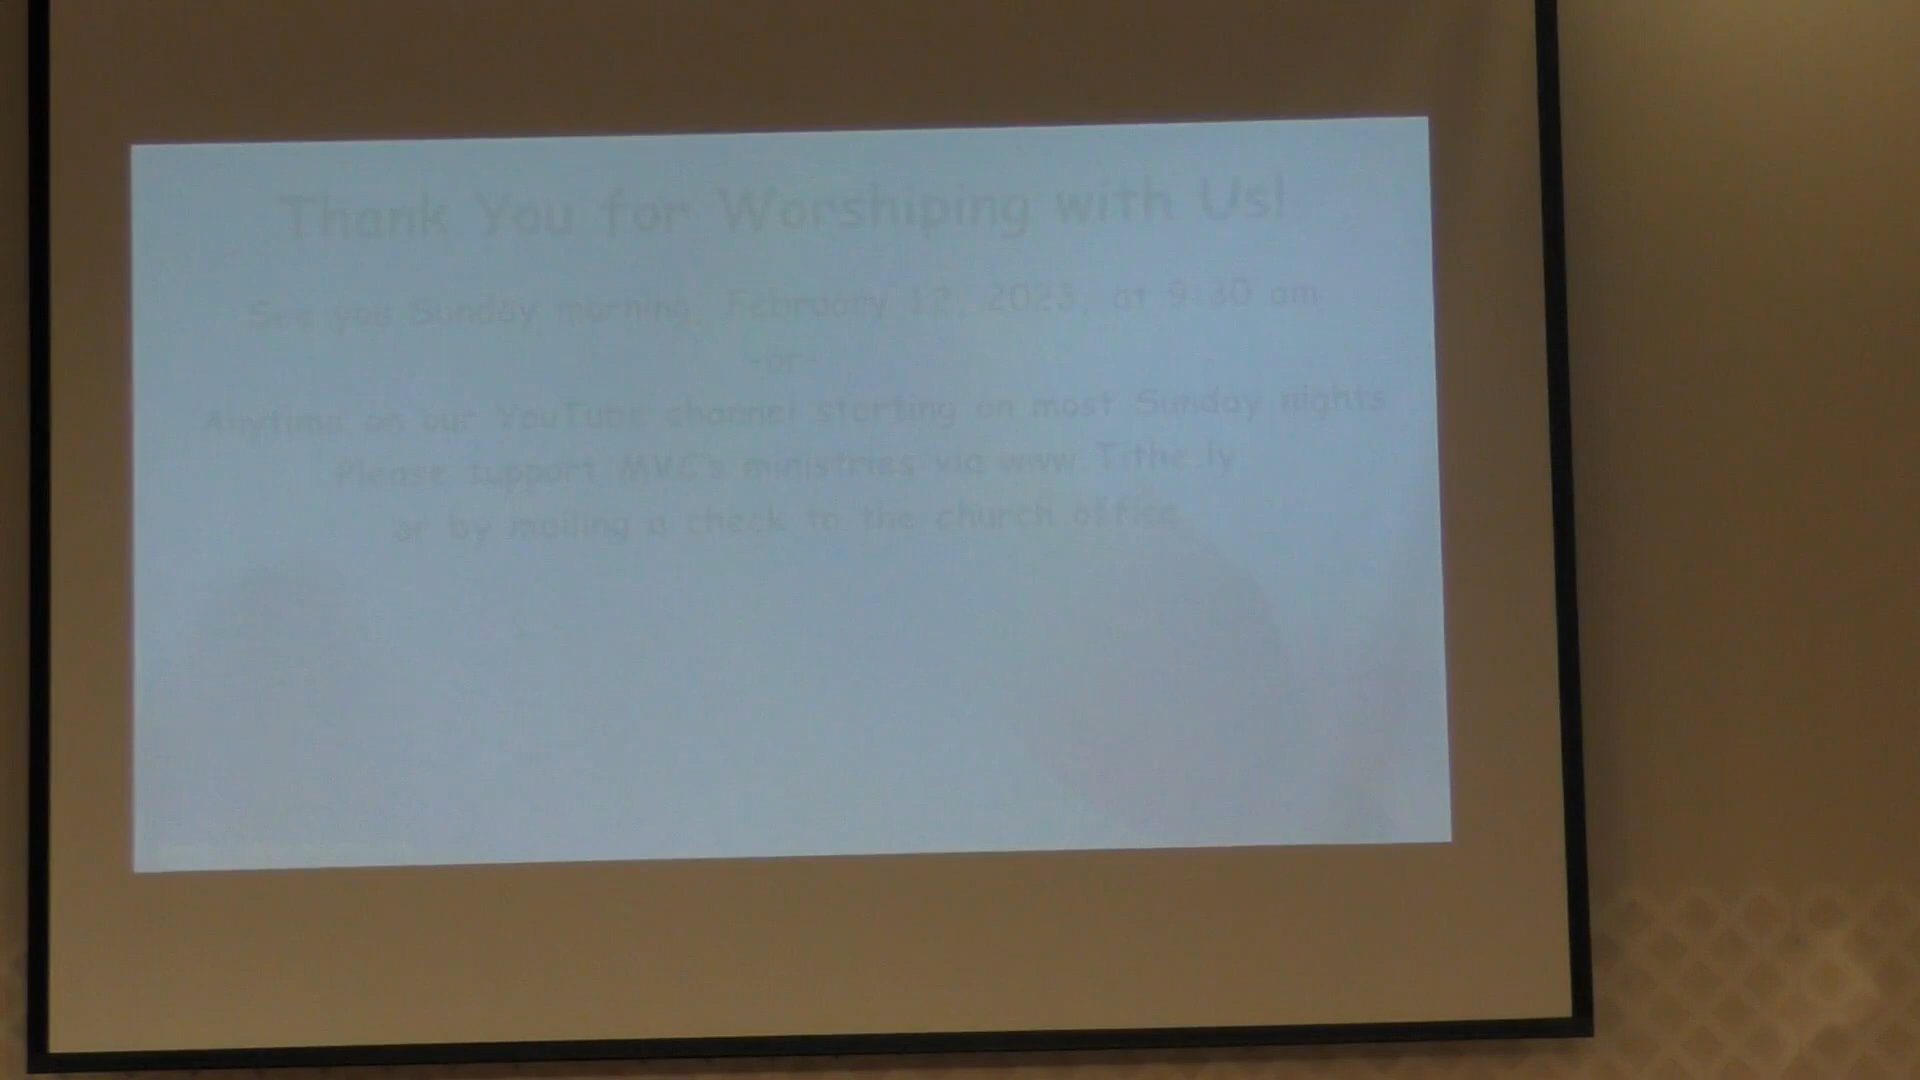 Thank You for Worshiping with Us!
See you Sunday morning, February 12, 2023, at 9:30 am
-or-
Anytime on our YouTube channel starting on most Sunday nights
Please support MVC's ministries via www.Tithe.ly
or by mailing a check to the church office